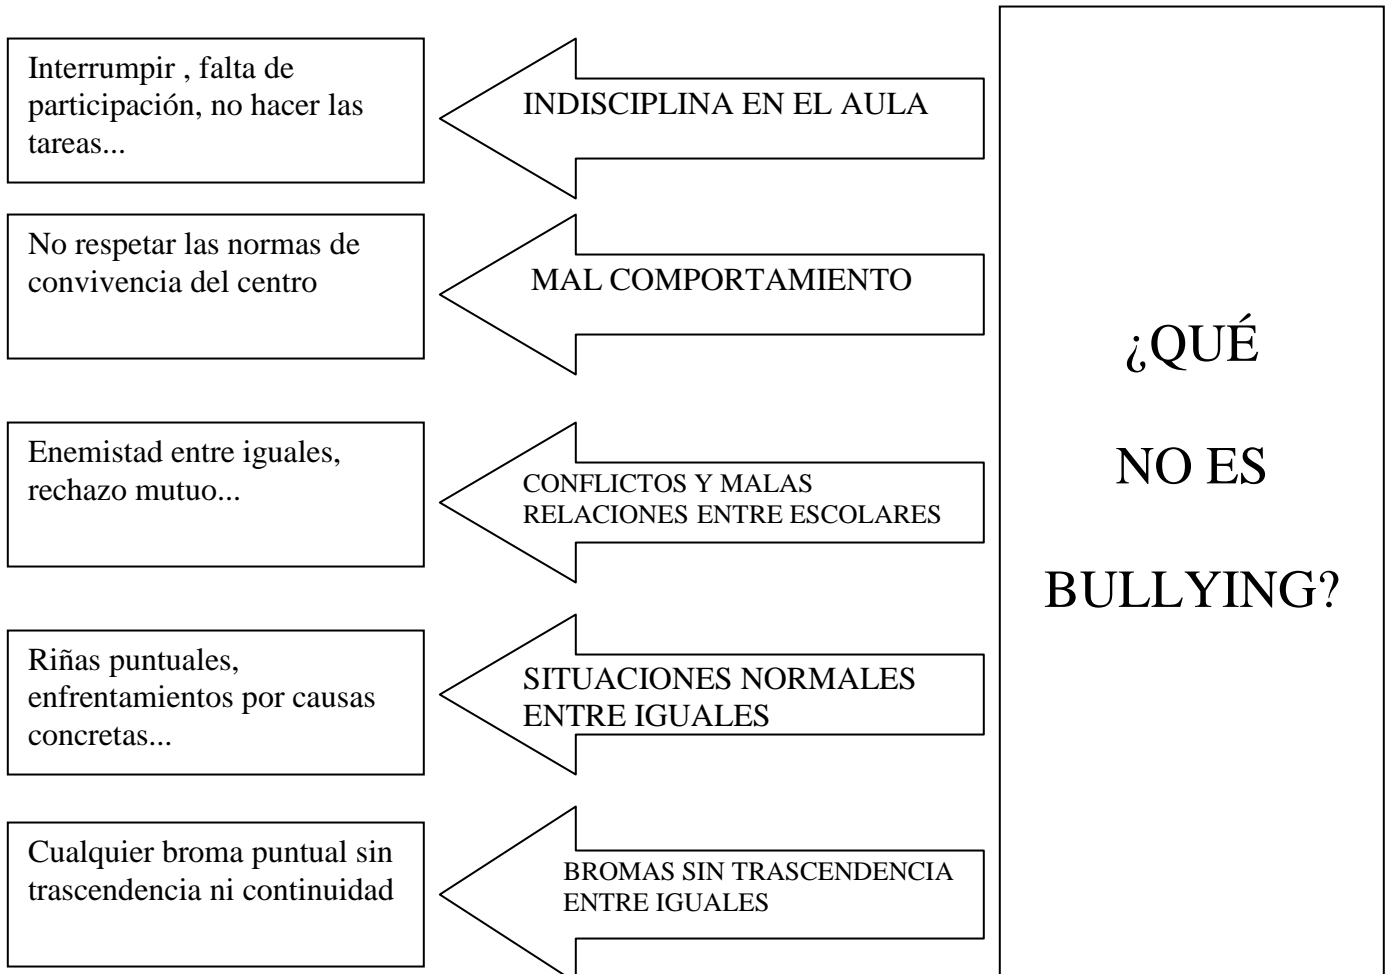 Interrumpir , falta de
participación, no hacer las
tareas...
INDISCIPLINA EN EL AULA
No respetar las normas de
convivencia del centro
MAL COMPORTAMIENTO
Enemistad entre iguales,
rechazo mutuo...
CONFLICTOS Y MALAS
RELACIONES ENTRE ESCOLARES
Riñas puntuales,
enfrentamientos por causas
concretas...
SITUACIONES NORMALES
ENTRE IGUALES
Cualquier broma puntual sin
trascendencia ni continuidad
BROMAS SIN TRASCENDENCIA
ENTRE IGUALES
¿QUÉ
NO ES
BULLYING?